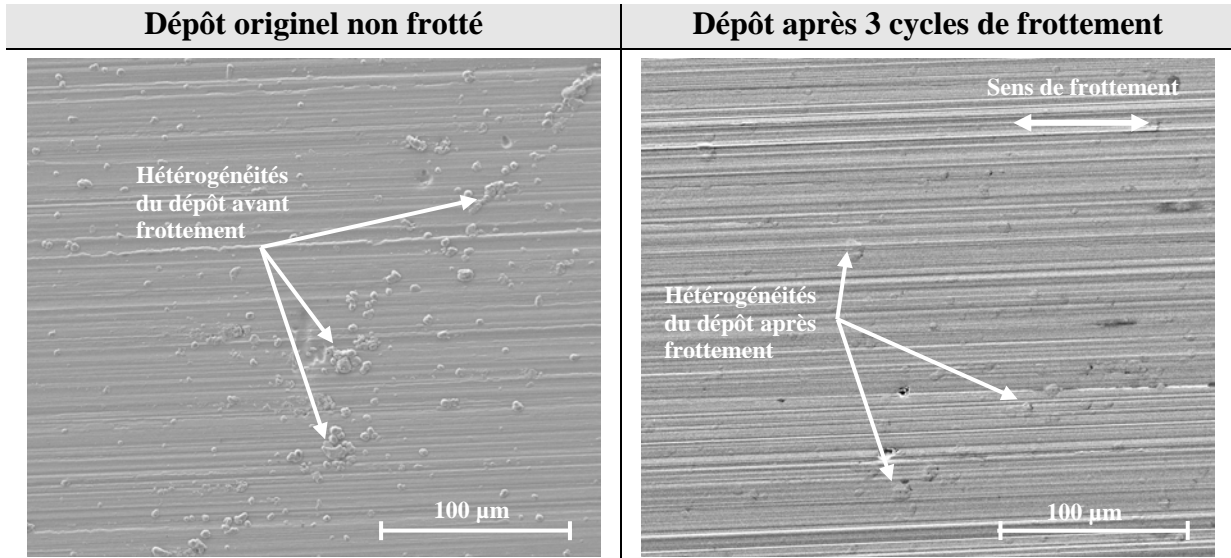 Dépôt originel non frotté
Dépôt après 3 cycles de frottement
Hétérogénéités
du dépôt avant
frottement
100 µm
Sens de frottement
Hétérogénéités
du dépôt après
frottement
100 µm